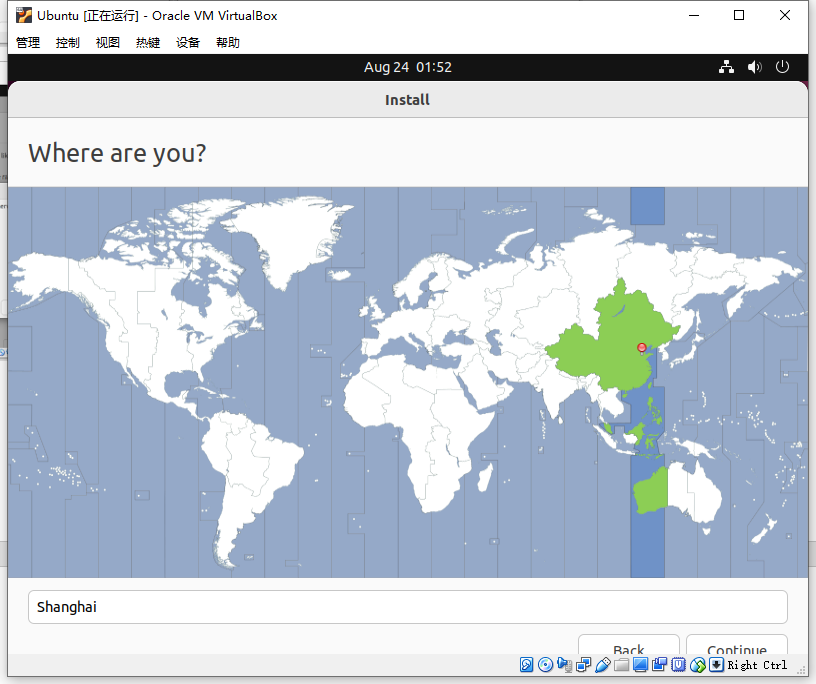 Ubuntu [正在运行] - Oracle VM VirtualBox
管理 控制 视图 热键 设备 帮助
Aug 24 01:52
Install
Where are you?
Shanghai
Back Continue
Right Ctrl